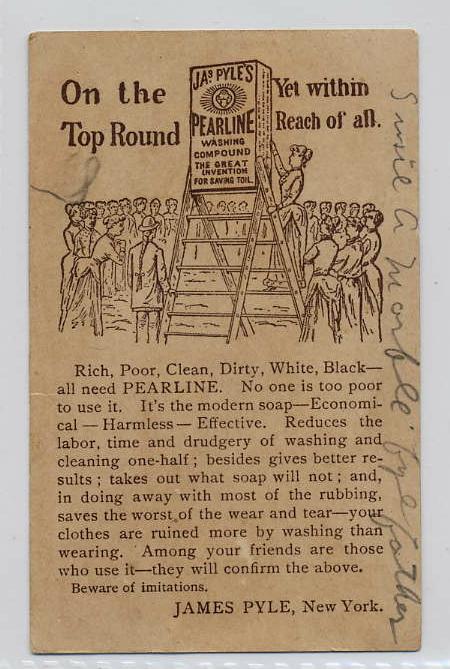 On the
Top Round
JAS PYLE'S
PEARLINE
WASHING
COMPOUND
THE GREAT
INVENTION
FOR SAVING TOIL.
Yet within
Reach of all.
Rich, Poor, Clean, Dirty, White, Black—
all need PEARLINE. No one is too poor
to use it. It's the modern soap—Economi-
cal — Harmless — Effective. Reduces the
labor, time and drudgery of washing and
cleaning one-half; besides gives better re-
sults; takes out what soap will not; and,
in doing away with most of the rubbing,
saves the worst of the wear and tear—your
clothes are ruined more by washing than
wearing. Among your friends are those
who use it—they will confirm the above.
Beware of imitations.
JAMES PYLE, New York.
Susie A